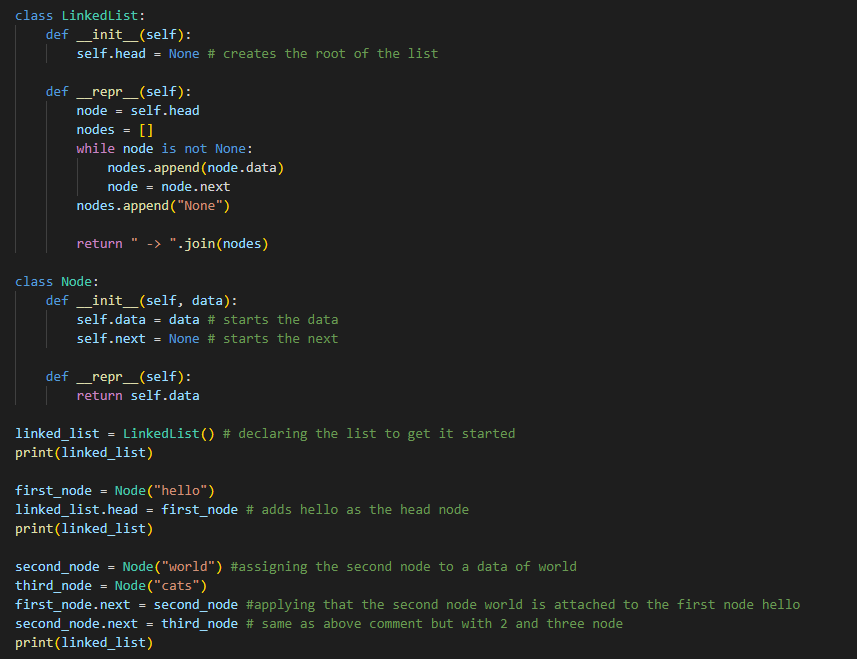 class LinkedList:
    def __init__(self):
        self.head = None # creates the root of the list
    def __repr__(self):
        node = self.head
        nodes = []
        while node is not None:
            nodes.append(node.data)
            node = node.next
        nodes.append("None")
        return " -> ".join(nodes)
class Node:
    def __init__(self, data):
        self.data = data # starts the data
        self.next = None # starts the next
    def __repr__(self):
        return self.data
linked_list = LinkedList() # declaring the list to get it started
print(linked_list)
first_node = Node("hello")
linked_list.head = first_node # adds hello as the head node
print(linked_list)
second_node = Node("world") #assigning the second node to a data of world
third_node = Node("cats")
first_node.next = second_node #applying that the second node world is attached to the first node hello
second_node.next = third_node # same as above comment but with 2 and three node
print(linked_list)